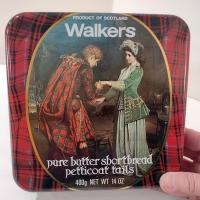 PRODUCT OF SCOTLAND
Walkers
pure butter shortbread
petticoat tails
400g NET WT 14 OZ